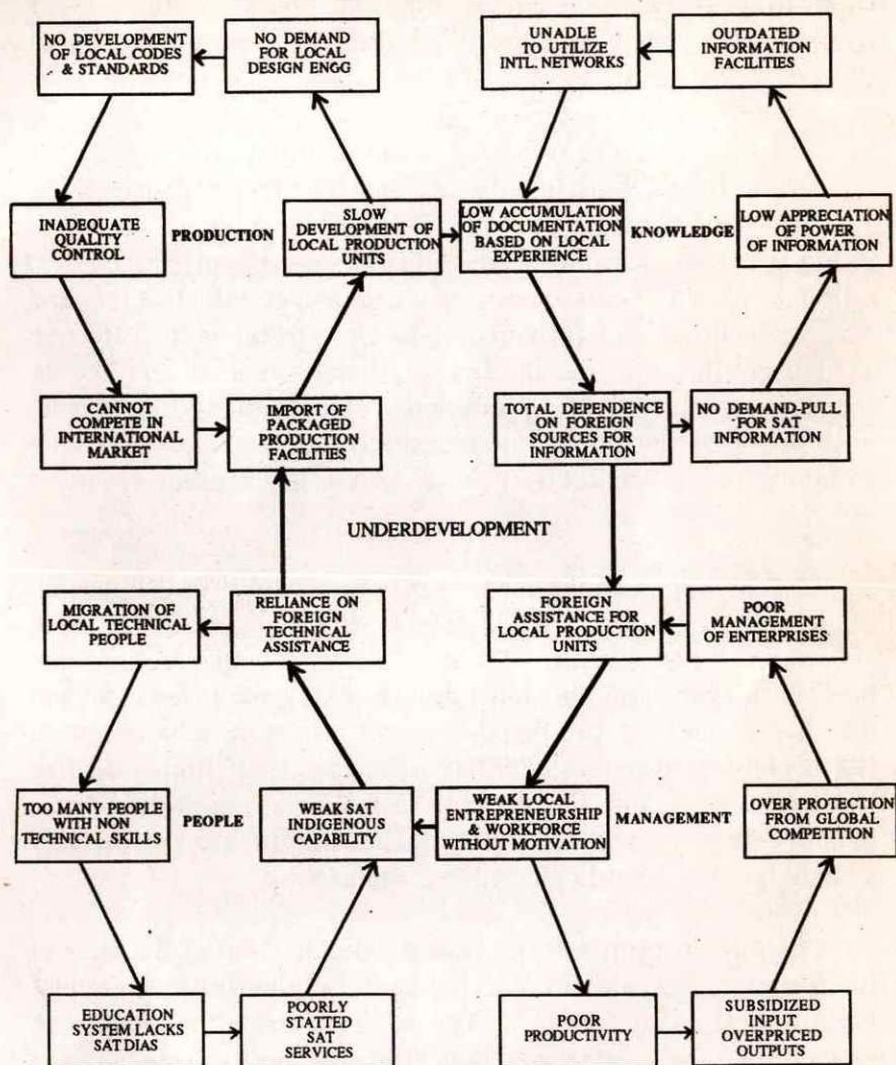 NO DEVELOPMENT
OF LOCAL CODES
& STANDARDS
NO DEMAND
FOR LOCAL
DESIGN ENGG
UNADLE
TO UTILIZE
INTL. NETWORKS
OUTDATED
INFORMATION
FACILITIES
INADEQUATE
QUALITY
CONTROL
PRODUCTION
SLOW
DEVELOPMENT OF
LOCAL PRODUCTION
UNITS
LOW ACCUMULATION
OF DOCUMENTATION
BASED ON LOCAL
EXPERIENCE
KNOWLEDGE
LOW APPRECIATION
OF POWER
OF INFORMATION
CANNOT
COMPETE IN
INTERNATIONAL
MARKET
IMPORT OF
PACKAGED
PRODUCTION
FACILITIES
TOTAL DEPENDENCE
ON FOREIGN
SOURCES FOR
INFORMATION
NO DEMAND-PULL
FOR SAT
INFORMATION
UNDERDEVELOPMENT
MIGRATION OF
LOCAL TECHNICAL
PEOPLE
RELIANCE ON
FOREIGN
TECHNICAL
ASSISTANCE
FOREIGN
ASSISTANCE FOR
LOCAL PRODUCTION
UNITS
POOR
MANAGEMENT
OF ENTERPRISES
TOO MANY PEOPLE
WITH NON
TECHNICAL SKILLS
PEOPLE
WEAK SAT
INDIGENOUS
CAPABILITY
WEAK LOCAL
ENTREPRENEURSHIP
& WORKFORCE
WITHOUT MOTIVATION
MANAGEMENT
OVER PROTECTION
FROM GLOBAL
COMPETITION
EDUCATION
SYSTEM LACKS
SAT DIAS
POORLY
STATTED
SAT
SERVICES
POOR
PRODUCTIVITY
SUBSIDIZED
INPUT
OVERPRICED
OUTPUTS